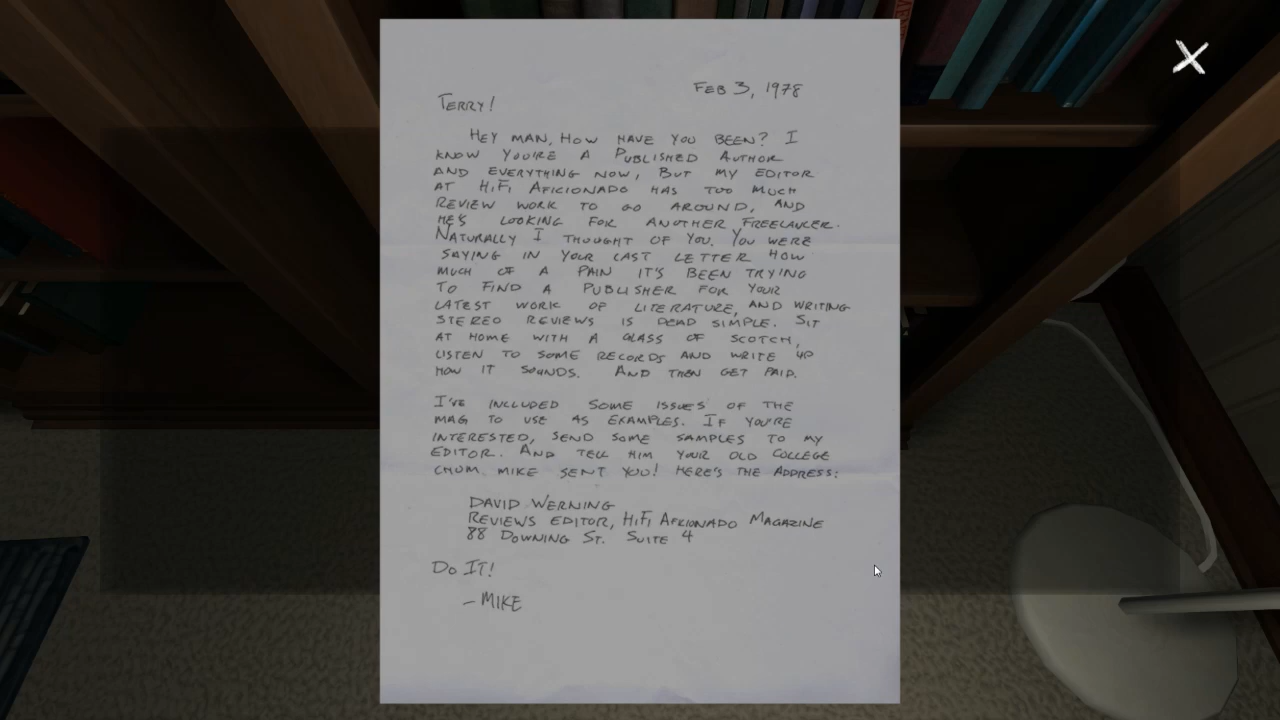 FEB 3, 1978
TERRY!
HEY MAN, HOW HAVE YOU BEEN? I
KNOW YOU'RE A PUBLISHED AUTHOR
AND EVERYTHING NOW, BUT MY EDITOR
AT HIFI AFICIONADO HAS TOO MUCH
REVIEW WORK TO GO AROUND, AND
HE'S LOOKING FOR ANOTHER FREELANCER.
NATURALLY I THOUGHT OF YOU. YOU WERE
SAYING IN YOUR LAST LETTER HOW
MUCH OF A PAIN IT'S BEEN TRYING
TO FIND A PUBLISHER FOR YOUR
LATEST WORK OF LITERATURE, AND WRITING
STEREO REVIEWS IS DEAD SIMPLE. SIT
AT HOME WITH A GLASS OF SCOTCH,
LISTEN TO SOME RECORDS AND WRITE UP
HOW IT SOUNDS. AND THEN GET PAID.
I'VE INCLUDED SOME ISSUES OF THE
MAG TO USE AS EXAMPLES. IF YOU'RE
INTERESTED, SEND SOME SAMPLES TO MY
EDITOR. AND TELL HIM YOUR OLD COLLEGE
CHUM MIKE SENT YOU! HERE'S THE ADDRESS:
DAVID WERNING
REVIEWS EDITOR, HIFI AFICIONADO MAGAZINE
88 DOWNING ST. SUITE 4
DO IT!
- MIKE